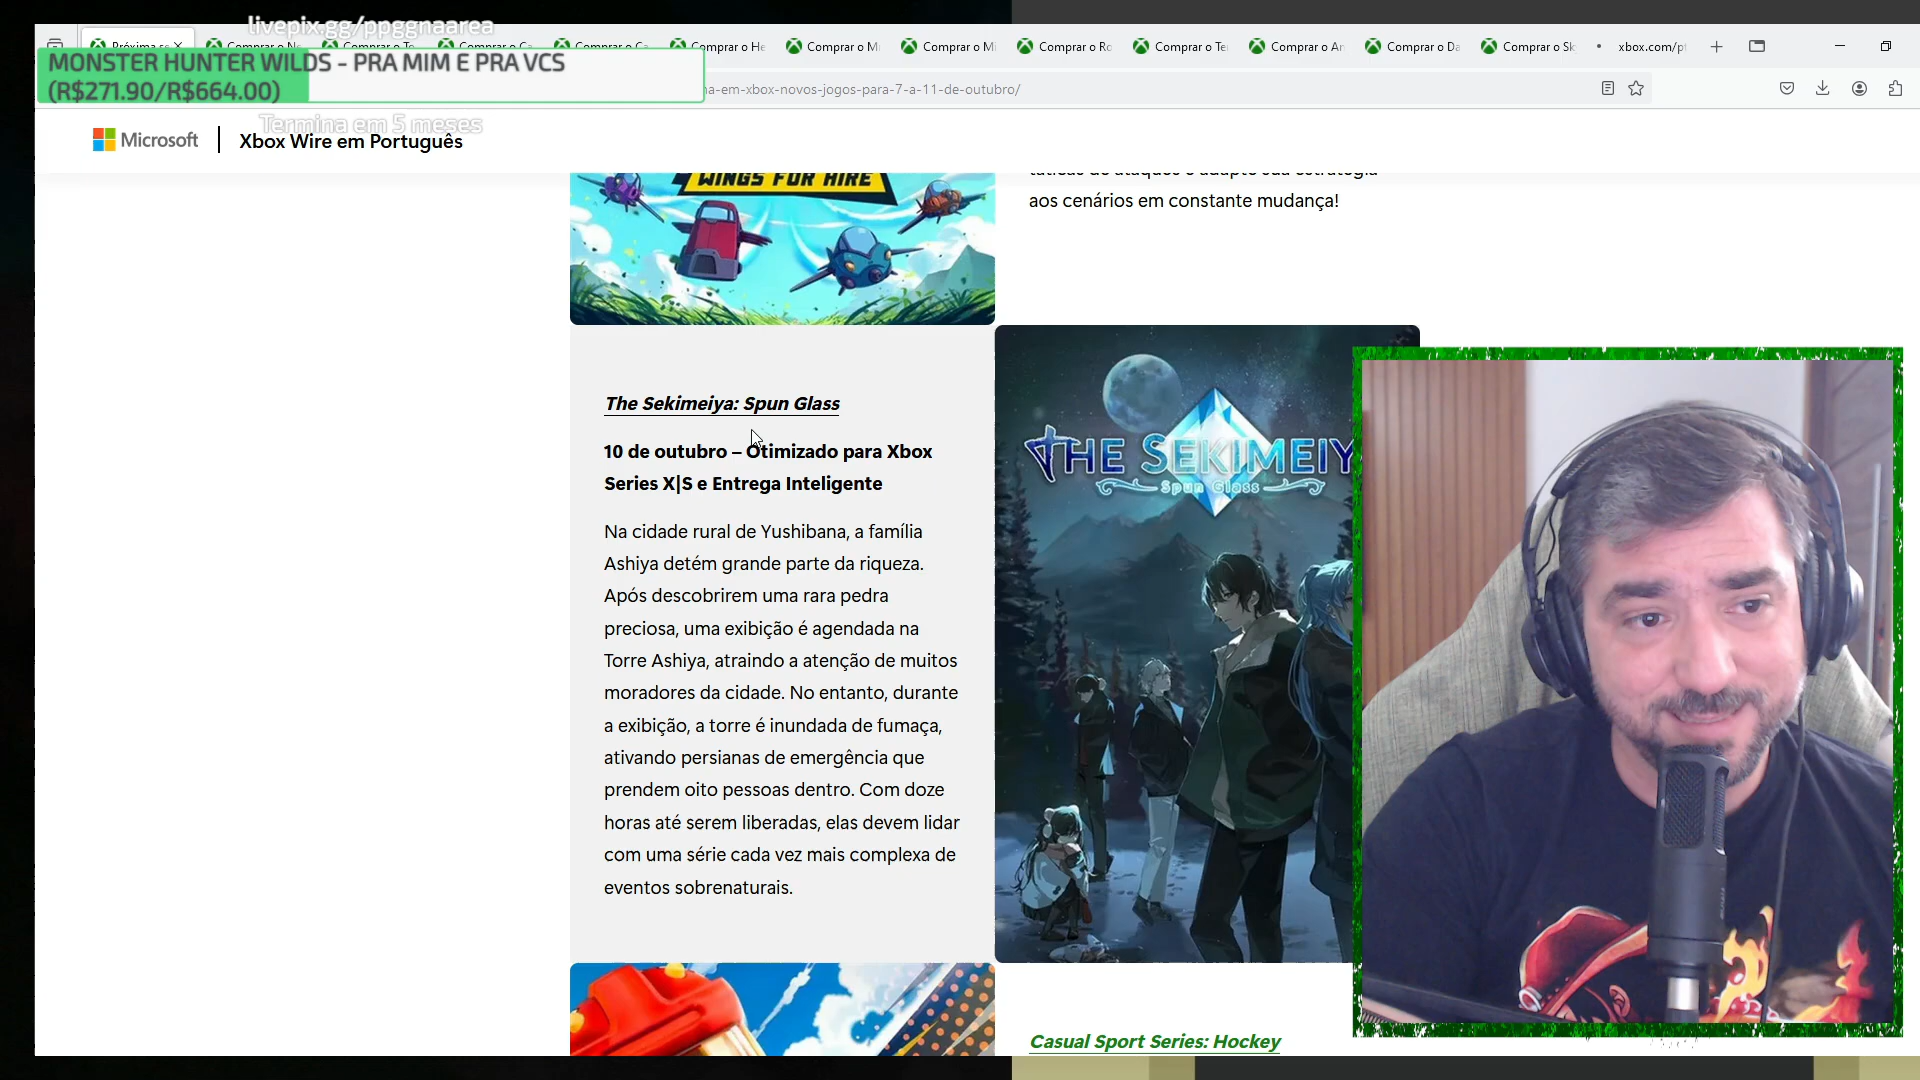 livepix.gg/ppggnaarea
Comprar o Ne
Comprar o Te
Comprar o Ca
Comprar o Ca
Comprar o He
Comprar o Mi
Comprar o Mi
Comprar o Ro
Comprar o Te
Comprar o An
Comprar o Da
Comprar o Sk
xbox.com/pt
MONSTER HUNTER WILDS - PRA MIM E PRA VCS
(R$271.90/R$664.00)
na-em-xbox-novos-jogos-para-7-a-11-de-outubro/
Termina em 5 meses
Microsoft
Xbox Wire em Português
WINGS FOR HIRE
táticas de ataques e adapte sua estratégia
aos cenários em constante mudança!
The Sekimeiya: Spun Glass
10 de outubro – Otimizado para Xbox
Series X|S e Entrega Inteligente
Na cidade rural de Yushibana, a família
Ashiya detém grande parte da riqueza.
Após descobrirem uma rara pedra
preciosa, uma exibição é agendada na
Torre Ashiya, atraindo a atenção de muitos
moradores da cidade. No entanto, durante
a exibição, a torre é inundada de fumaça,
ativando persianas de emergência que
prendem oito pessoas dentro. Com doze
horas até serem liberadas, elas devem lidar
com uma série cada vez mais complexa de
eventos sobrenaturais.
THE SEKIMEIY
Spun Glass
Casual Sport Series: Hockey